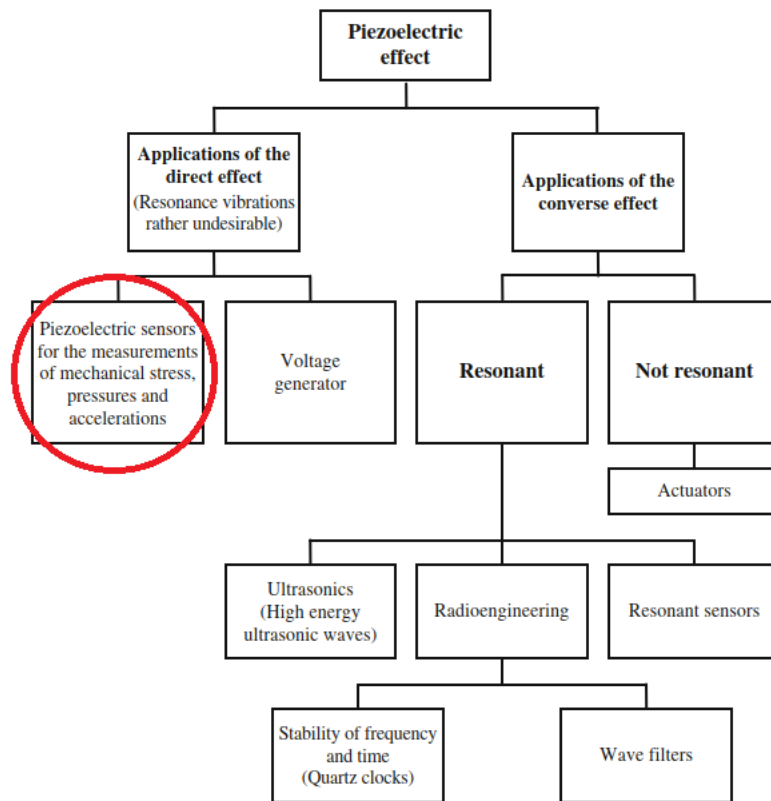 Piezoelectric
effect
Applications of the
direct effect
(Resonance vibrations
rather undesirable)
Applications of the
converse effect
Piezoelectric sensors
for the measurements
of mechanical stress,
pressures and
accelerations
Voltage
generator
Resonant
Not resonant
Actuators
Ultrasonics
(High energy
ultrasonic waves)
Radioengineering
Resonant sensors
Stability of frequency
and time
(Quartz clocks)
Wave filters